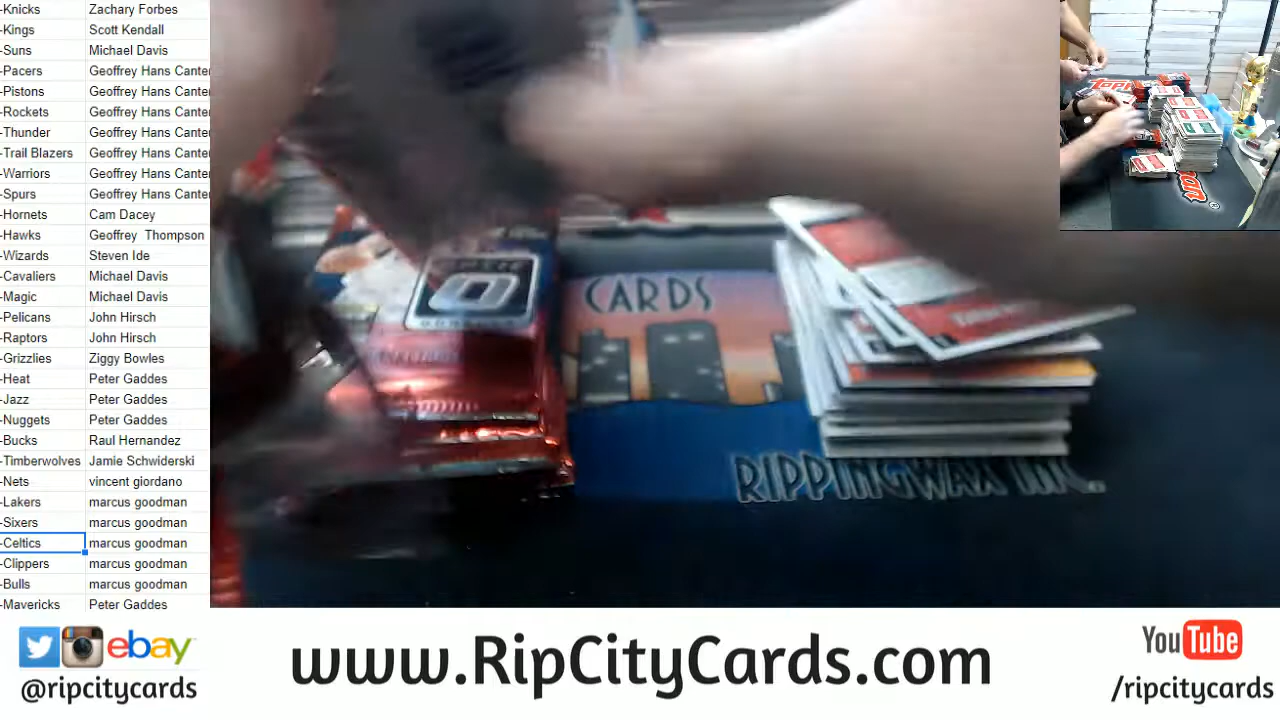 -Knicks Zachary Forbes
-Kings Scott Kendall
-Suns Michael Davis
-Pacers Geoffrey Hans Canter
-Pistons Geoffrey Hans Canter
-Rockets Geoffrey Hans Canter
-Thunder Geoffrey Hans Canter
-Trail Blazers Geoffrey Hans Canter
-Warriors Geoffrey Hans Canter
-Spurs Geoffrey Hans Canter
-Hornets Cam Dacey
-Hawks Geoffrey Thompson
-Wizards Steven Ide
-Cavaliers Michael Davis
-Magic Michael Davis
-Pelicans John Hirsch
-Raptors John Hirsch
-Grizzlies Ziggy Bowles
-Heat Peter Gaddes
-Jazz Peter Gaddes
-Nuggets Peter Gaddes
-Bucks Raul Hernandez
-Timberwolves Jamie Schwiderski
-Nets vincent giordano
-Lakers marcus goodman
-Sixers marcus goodman
-Celtics marcus goodman
-Clippers marcus goodman
-Bulls marcus goodman
-Mavericks Peter Gaddes
CARDS
RIPPINGWAX INC.
ebay
@ripcitycards
www.RipCityCards.com
YouTube
/ripcitycards